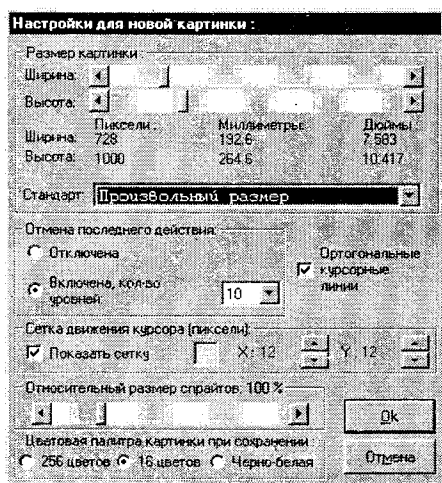 Настройки для новой картинки :
Размер картинки:
Ширина:
Высота:
Пиксели: Миллиметры: Дюймы:
Ширина: 728 192,6 7.583
Высота: 1000 264.6 10.417
Стандарт: Произвольный размер
Отмена последнего действия:
Отключена
Включена, кол-во уровней: 10
Ортогональные
курсорные
линии
Сетка движения курсора (пиксели):
Показать сетку X: 12 Y: 12
Относительный размер спрайтов: 100 %
Ok
Цветовая палитра картинки при сохранении :
256 цветов 16 цветов Черно-белая
Отмена